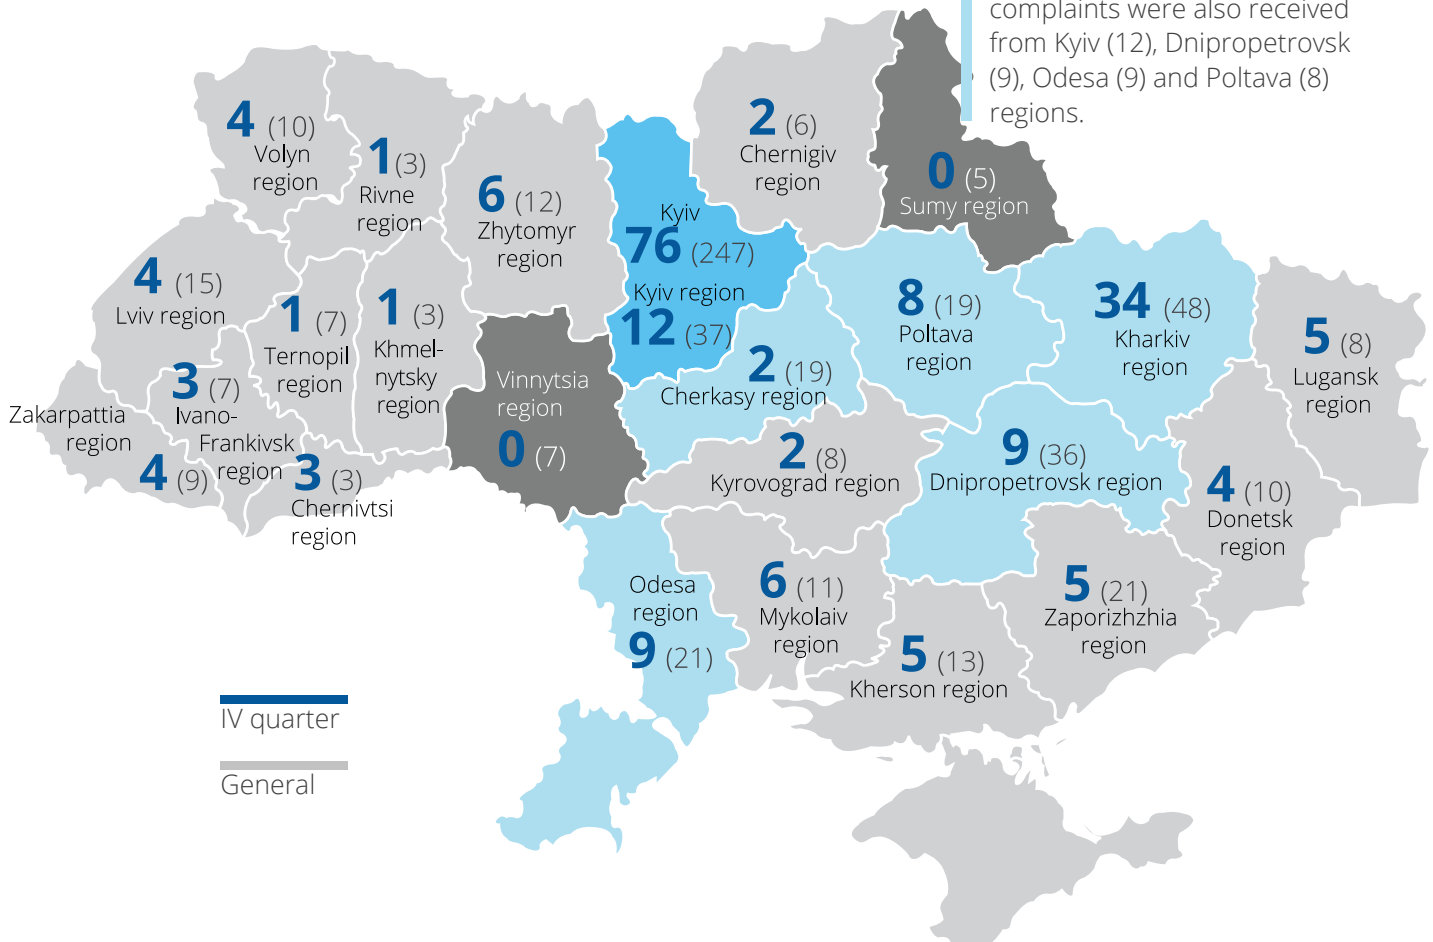 complaints were also received
from Kyiv (12), Dnipropetrovsk
(9), Odesa (9) and Poltava (8)
regions.
4 (10)
Volyn
region
1 (3)
Rivne
region
6 (12)
Zhytomyr
region
Kyiv
76 (247)
Kyiv region
12 (37)
2 (6)
Chernigiv
region
0 (5)
Sumy region
4 (15)
Lviv region
1 (7)
Ternopil
region
1 (3)
Khmel-
nytsky
region
8 (19)
Poltava
region
34 (48)
Kharkiv
region
5 (8)
Lugansk
region
3 (7)
Ivano-
Frankivsk
region
Zakarpattia
region
4 (9)
3 (3)
Chernivtsi
region
Vinnytsia
region
0 (7)
2 (19)
Cherkasy region
2 (8)
Kyrovograd region
9 (36)
Dnipropetrovsk region
4 (10)
Donetsk
region
Odesa
region
9 (21)
6 (11)
Mykolaiv
region
5 (13)
Kherson region
5 (21)
Zaporizhzhia
region
IV quarter
General